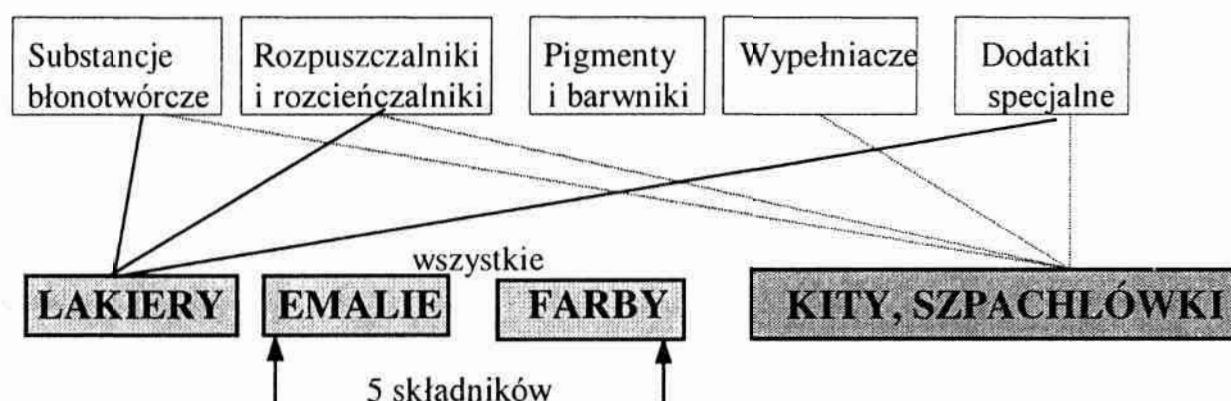 Substancje
błonotwórcze
Rozpuszczalniki
i rozcieńczalniki
Pigmenty
i barwniki
Wypełniacze
Dodatki
specjalne
wszystkie
LAKIERY
EMALIE
FARBY
KITY, SZPACHLÓWKI
5 składników